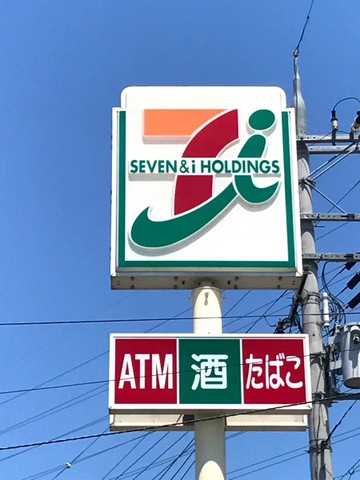 SEVEN & i HOLDINGS
ATM 酒 たばこ